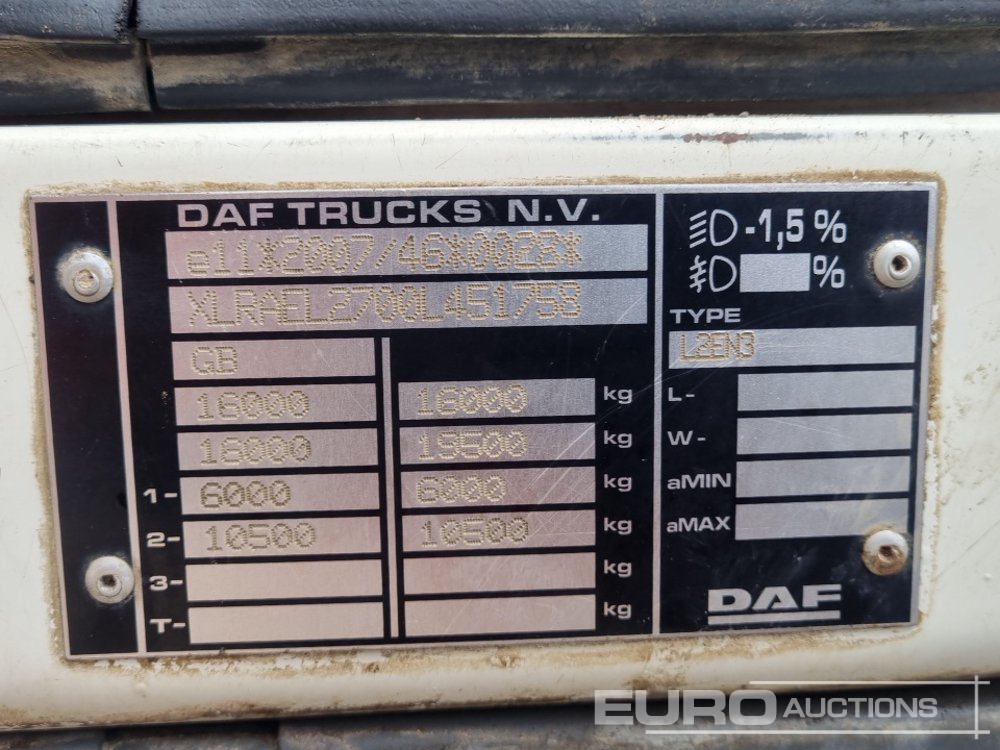 DAF TRUCKS N.V.
e11*2007/46*0028*
XLRAEL2700L451758
GB
18000 18000 kg
18000 19500 kg
1- 6000 6000 kg
2- 10500 10500 kg
3- kg
T- kg
-1,5 %
%
TYPE
L2EN3
L-
W-
aMIN
aMAX
DAF
EURO AUCTIONS